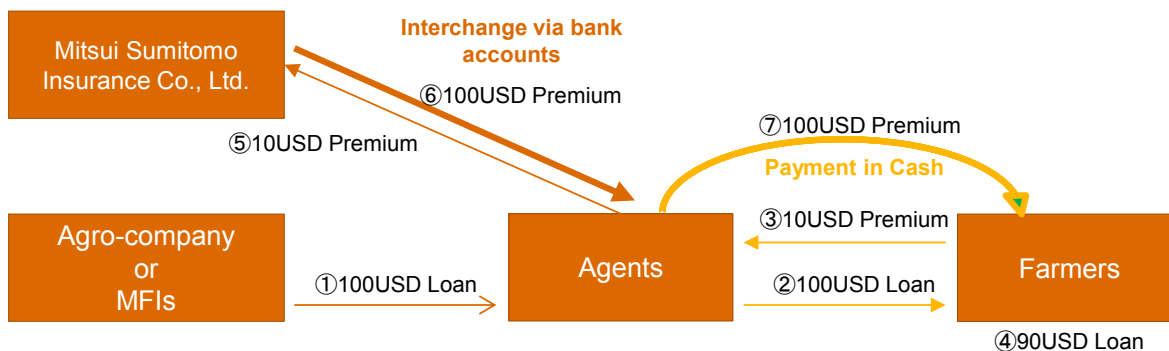 Mitsui Sumitomo
Insurance Co., Ltd.
Interchange via bank
accounts
⑥100USD Premium
⑤10USD Premium
⑦100USD Premium
Payment in Cash
Agro-company
or
MFIs
①100USD Loan
Agents
③10USD Premium
②100USD Loan
Farmers
④90USD Loan